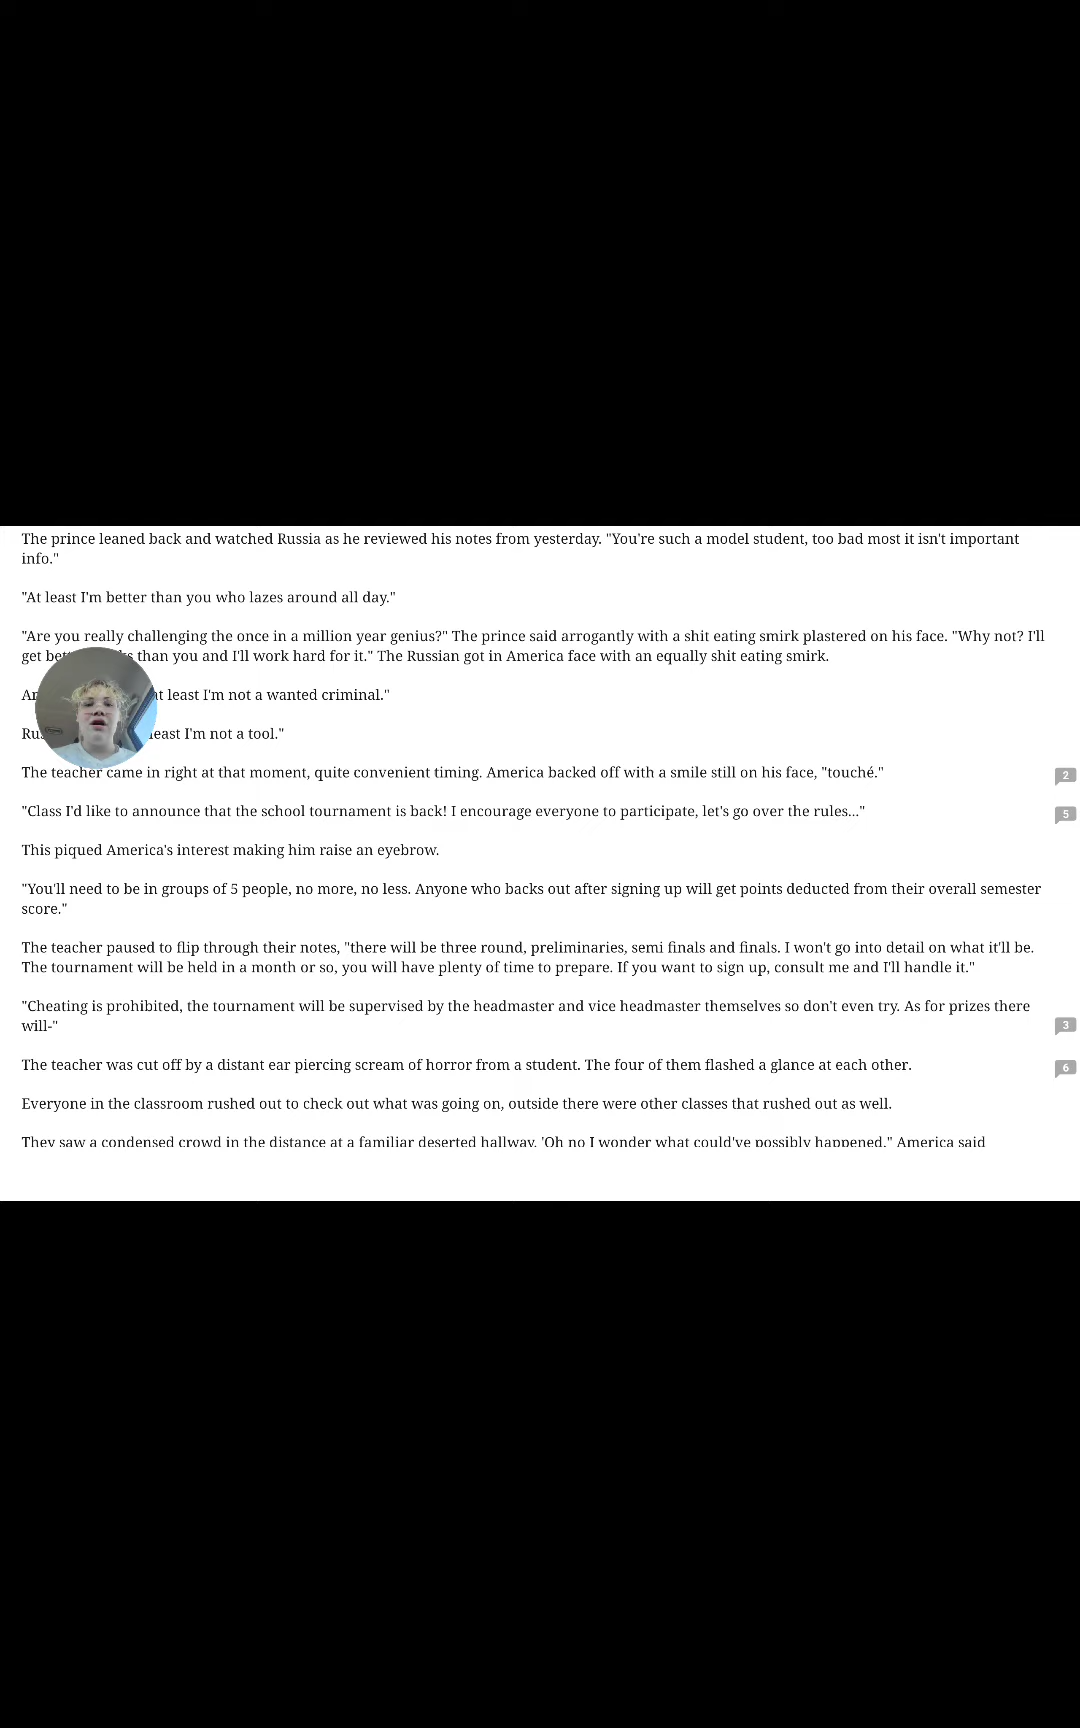 The prince leaned back and watched Russia as he reviewed his notes from yesterday. "You're such a model student, too bad most it isn't important
info."
"At least I'm better than you who lazes around all day."
"Are you really challenging the once in a million year genius?" The prince said arrogantly with a shit eating smirk plastered on his face. "Why not? I'll
get than you and I'll work hard for it." The Russian got in America face with an equally shit eating smirk.
least I'm not a wanted criminal."
least I'm not a tool."
The teacher came in right at that moment, quite convenient timing. America backed off with a smile still on his face, "touché."
2
"Class I'd like to announce that the school tournament is back! I encourage everyone to participate, let's go over the rules..."
5
This piqued America's interest making him raise an eyebrow.
"You'll need to be in groups of 5 people, no more, no less. Anyone who backs out after signing up will get points deducted from their overall semester
score."
The teacher paused to flip through their notes, "there will be three round, preliminaries, semi finals and finals. I won't go into detail on what it'll be.
The tournament will be held in a month or so, you will have plenty of time to prepare. If you want to sign up, consult me and I'll handle it."
"Cheating is prohibited, the tournament will be supervised by the headmaster and vice headmaster themselves so don't even try. As for prizes there
will-"
3
The teacher was cut off by a distant ear piercing scream of horror from a student. The four of them flashed a glance at each other.
6
Everyone in the classroom rushed out to check out what was going on, outside there were other classes that rushed out as well.
They saw a condensed crowd in the distance at a familiar deserted hallway. 'Oh no I wonder what could've possibly happened." America said